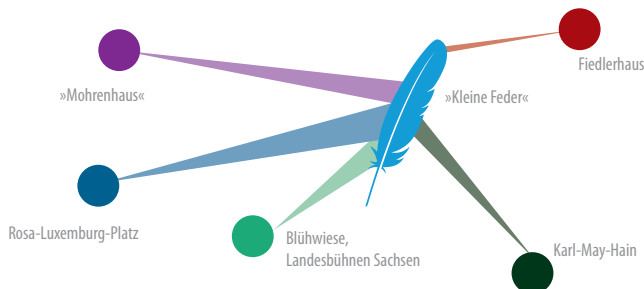 Fiedlerhaus
»Mohrenhaus«
»Kleine Feder«
Rosa-Luxemburg-Platz
Blühwiese,
Landesbühnen Sachsen
Karl-May-Hain